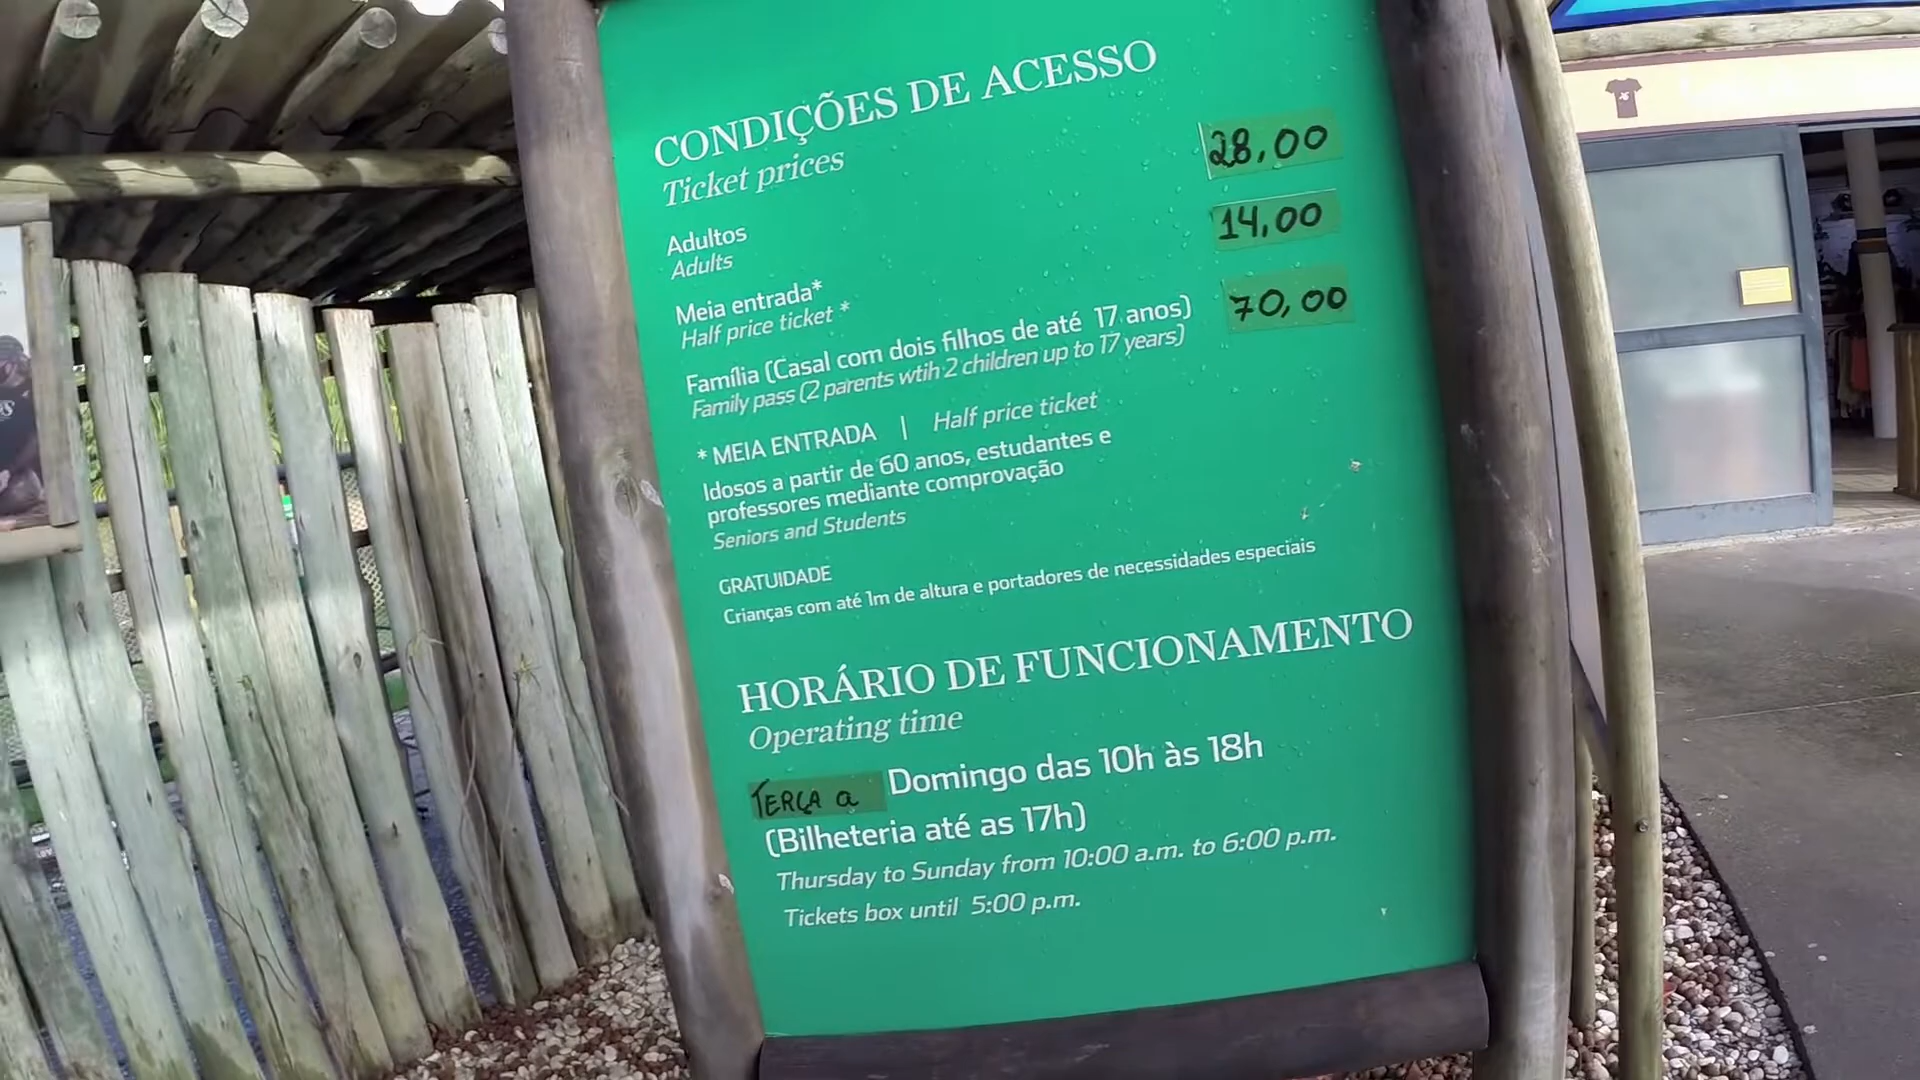 CONDIÇÕES DE ACESSO
Ticket prices
Adultos 28,00
Adults
Meia entrada* 14,00
Half price ticket *
Família (Casal com dois filhos de até 17 anos) 70,00
Family pass (2 parents wtih 2 children up to 17 years)
* MEIA ENTRADA | Half price ticket
Idosos a partir de 60 anos, estudantes e
professores mediante comprovação
Seniors and Students
GRATUIDADE
Crianças com até 1m de altura e portadores de necessidades especiais
HORÁRIO DE FUNCIONAMENTO
Operating time
TERÇA a Domingo das 10h às 18h
(Bilheteria até as 17h)
Thursday to Sunday from 10:00 a.m. to 6:00 p.m.
Tickets box until 5:00 p.m.